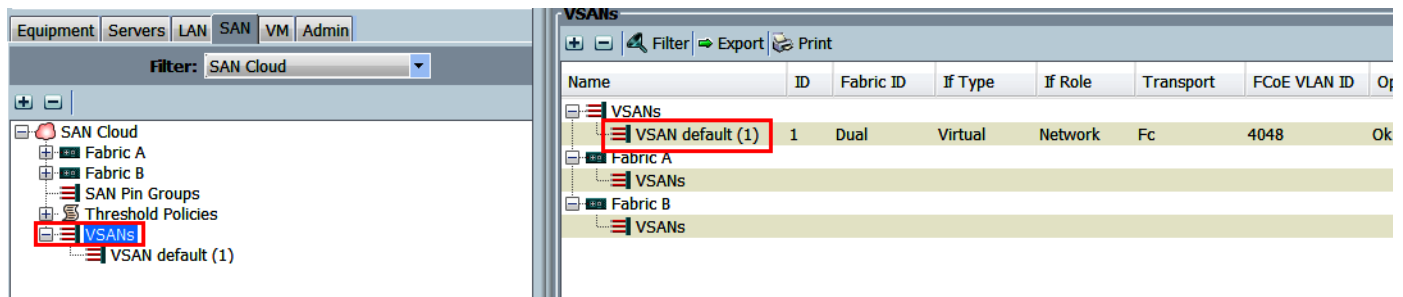 Equipment Servers LAN SAN VM Admin
Filter: SAN Cloud
SAN Cloud
Fabric A
Fabric B
SAN Pin Groups
Threshold Policies
VSANs
VSAN default (1)
VSANs
Filter Export Print
Name ID Fabric ID If Type If Role Transport FCoE VLAN ID
VSANs
VSAN default (1) 1 Dual Virtual Network Fc 4048 Ok
Fabric A
VSANs
Fabric B
VSANs